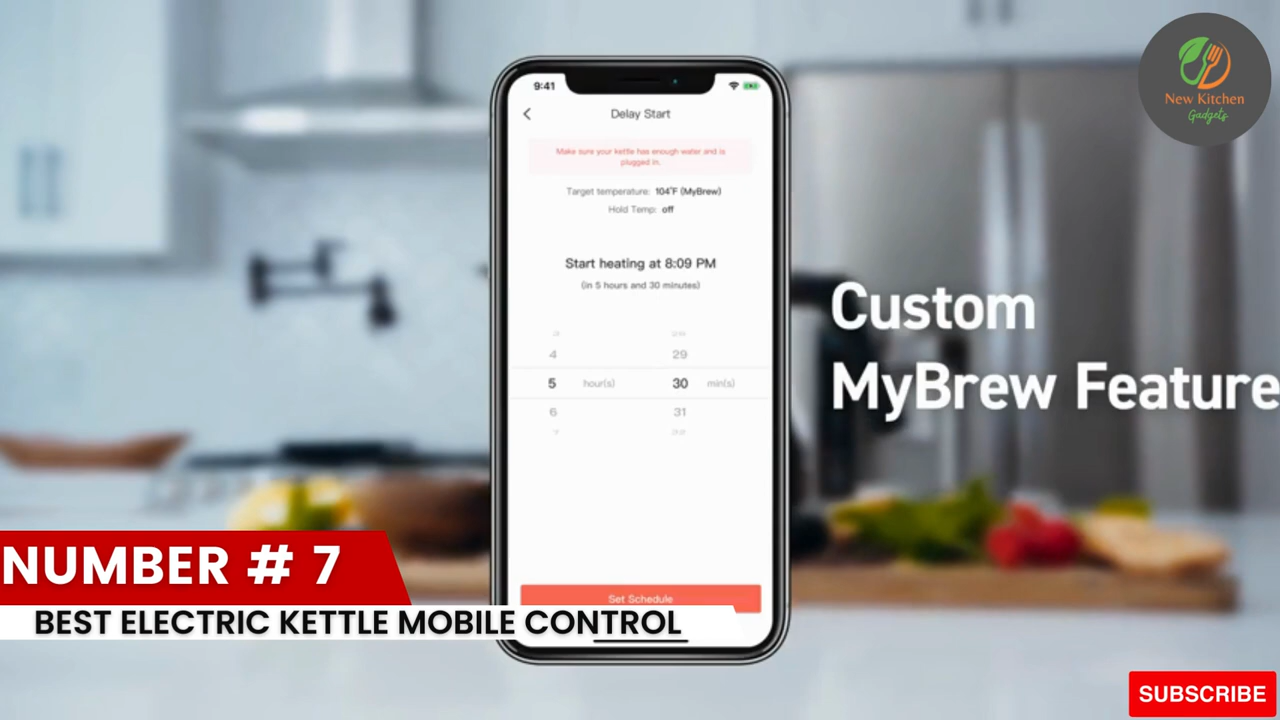 New Kitchen
Gadgets
9:41
Delay Start
Make sure your kettle has enough water and is
plugged in.
Target temperature: 104°F (MyBrew)
Hold Temp: off
Start heating at 8:09 PM
(in 5 hours and 30 minutes)
4 29
5 hour(s) 30 min(s)
6 31
Custom
MyBrew Feature
Set Schedule
NUMBER # 7
BEST ELECTRIC KETTLE MOBILE CONTROL
SUBSCRIBE